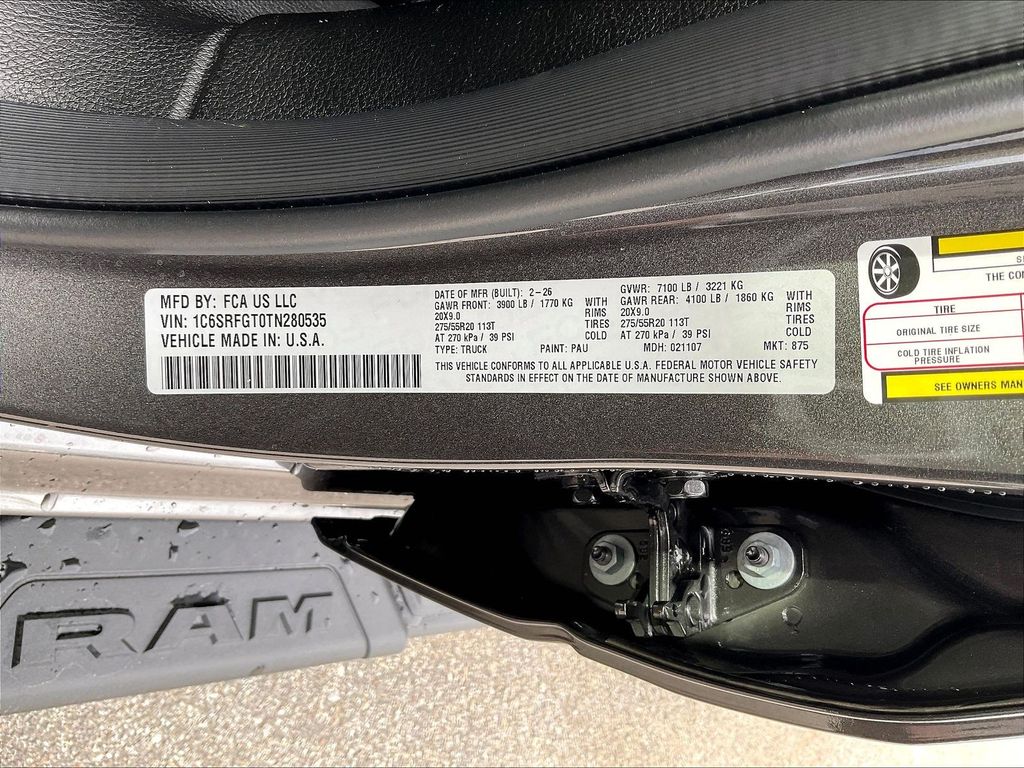 MFD BY: FCA US LLC
VIN: 1C6SRFGT0TN280535
VEHICLE MADE IN: U.S.A.
DATE OF MFR (BUILT): 2-26
GAWR FRONT: 3900 LB / 1770 KG WITH
20X9.0 RIMS
275/55R20 113T TIRES
AT 270 kPa / 39 PSI COLD
GVWR: 7100 LB / 3221 KG
GAWR REAR: 4100 LB / 1860 KG WITH
20X9.0 RIMS
275/55R20 113T TIRES
AT 270 kPa / 39 PSI COLD
TYPE: TRUCK PAINT: PAU MDH: 021107 MKT: 875
THIS VEHICLE CONFORMS TO ALL APPLICABLE U.S.A. FEDERAL MOTOR VEHICLE SAFETY
STANDARDS IN EFFECT ON THE DATE OF MANUFACTURE SHOWN ABOVE.
THE CO
TIRE
ORIGINAL TIRE SIZE
COLD TIRE INFLATION
PRESSURE
SEE OWNERS MAN
RAM